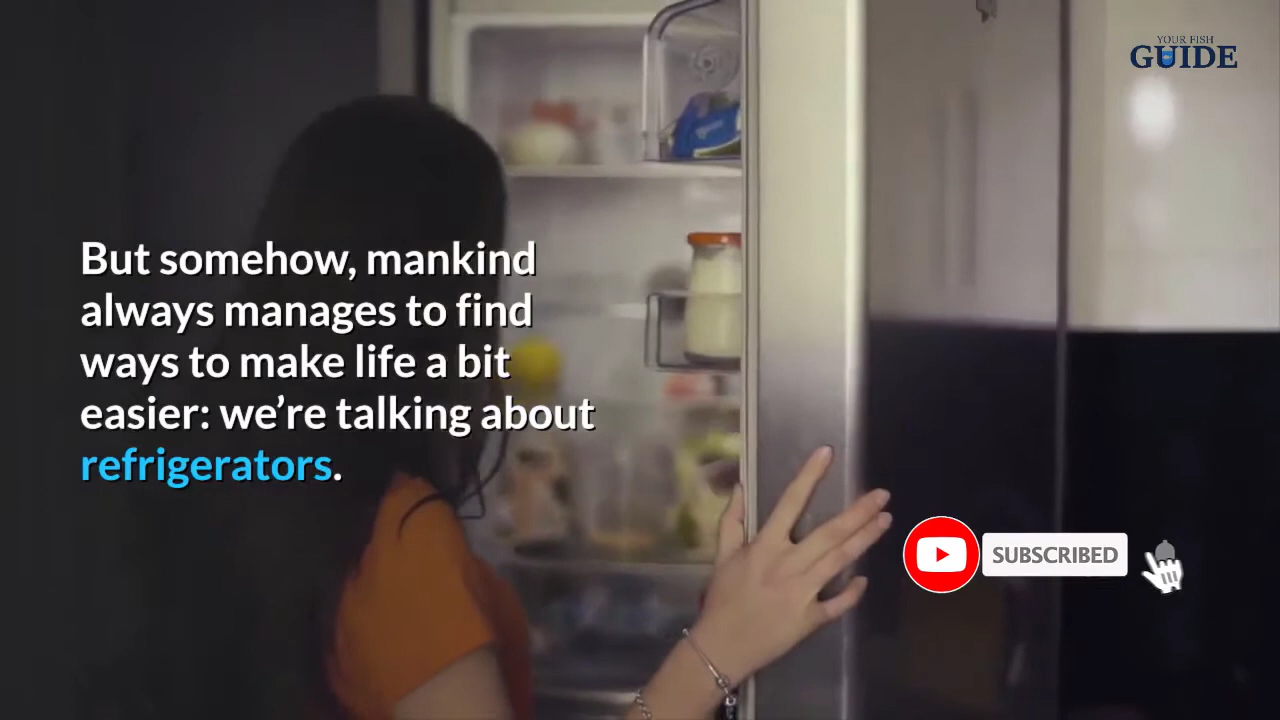 YOUR FISH
GUIDE
But somehow, mankind
always manages to find
ways to make life a bit
easier: we’re talking about
refrigerators.
SUBSCRIBED